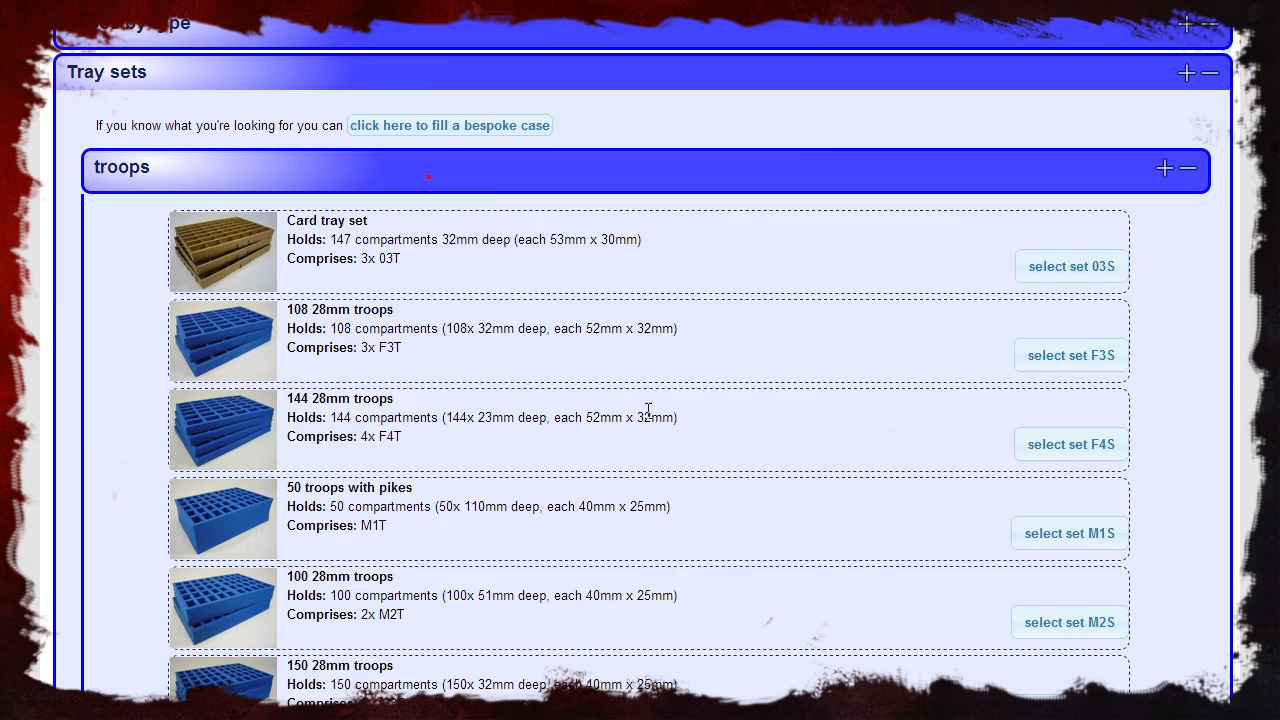 by type
Tray sets
If you know what you're looking for you can click here to fill a bespoke case
troops
Card tray set
Holds: 147 compartments 32mm deep (each 53mm x 30mm)
Comprises: 3x 03T
select set 03S
108 28mm troops
Holds: 108 compartments (108x 32mm deep, each 52mm x 32mm)
Comprises: 3x F3T
select set F3S
144 28mm troops
Holds: 144 compartments (144x 23mm deep, each 52mm x 32mm)
Comprises: 4x F4T
select set F4S
50 troops with pikes
Holds: 50 compartments (50x 110mm deep, each 40mm x 25mm)
Comprises: M1T
select set M1S
100 28mm troops
Holds: 100 compartments (100x 51mm deep, each 40mm x 25mm)
Comprises: 2x M2T
select set M2S
150 28mm troops
Holds: 150 compartments (150x 32mm deep, each 40mm x 25mm)